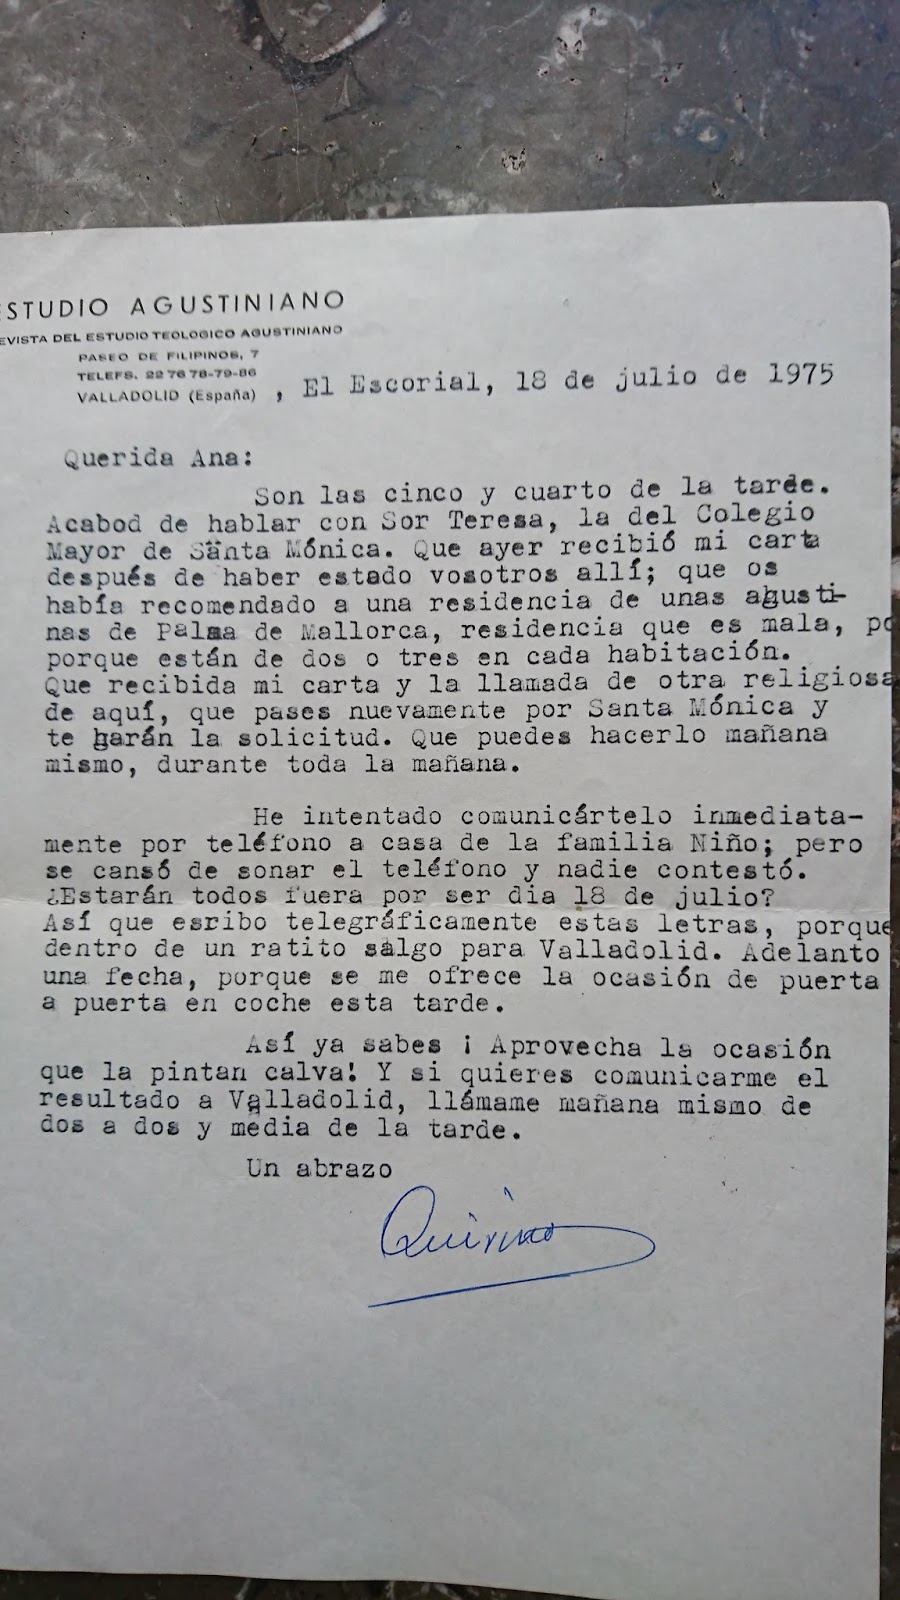 ESTUDIO AGUSTINIANO
EVISTA DEL ESTUDIO TEOLOGICO AGUSTINIANO
PASEO DE FILIPINOS, 7
TELEFS. 22 76 78-79-86
VALLADOLID (España) , El Escorial, 18 de julio de 1975
Querida Ana:
Son las cinco y cuarto de la tarde.
Acabod de hablar con Sor Teresa, la del Colegio
Mayor de Santa Mónica. Que ayer recibió mi carta
después de haber estado vosotros allí; que os
había recomendado a una residencia de unas agusti-
nas de Palma de Mallorca, residencia que es mala, po
porque están de dos o tres en cada habitación.
Que recibida mi carta y la llamada de otra religiosa
de aquí, que pases nuevamente por Santa Mónica y
te harán la solicitud. Que puedes hacerlo mañana
mismo, durante toda la mañana.
He intentado comunicártelo inmediata-
mente por teléfono a casa de la familia Niño; pero
se cansó de sonar el teléfono y nadie contestó.
¿Estarán todos fuera por ser dia 18 de julio?
Así que esribo telegráficamente estas letras, porque
dentro de un ratito salgo para Valladolid. Adelanto
una fecha, porque se me ofrece la ocasión de puerta
a puerta en coche esta tarde.
Así ya sabes ¡ Aprovecha la ocasión
que la pintan calva! Y si quieres comunicarme el
resultado a Valladolid, llámame mañana mismo de
dos a dos y media de la tarde.
Un abrazo
Quirino